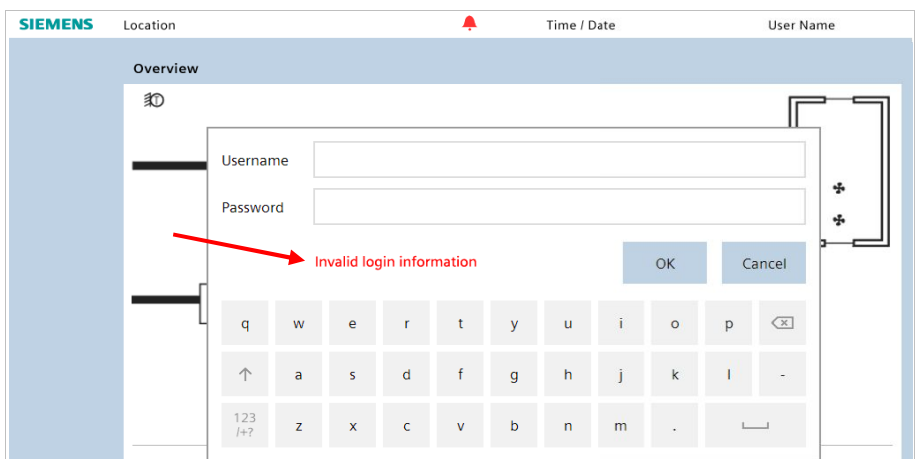 SIEMENS Location Time / Date User Name
Overview
T
Username
Password
Invalid login information OK Cancel
q w e r t y u i o p
a s d f g h j k l -
123 z x c v b n m .
/+?